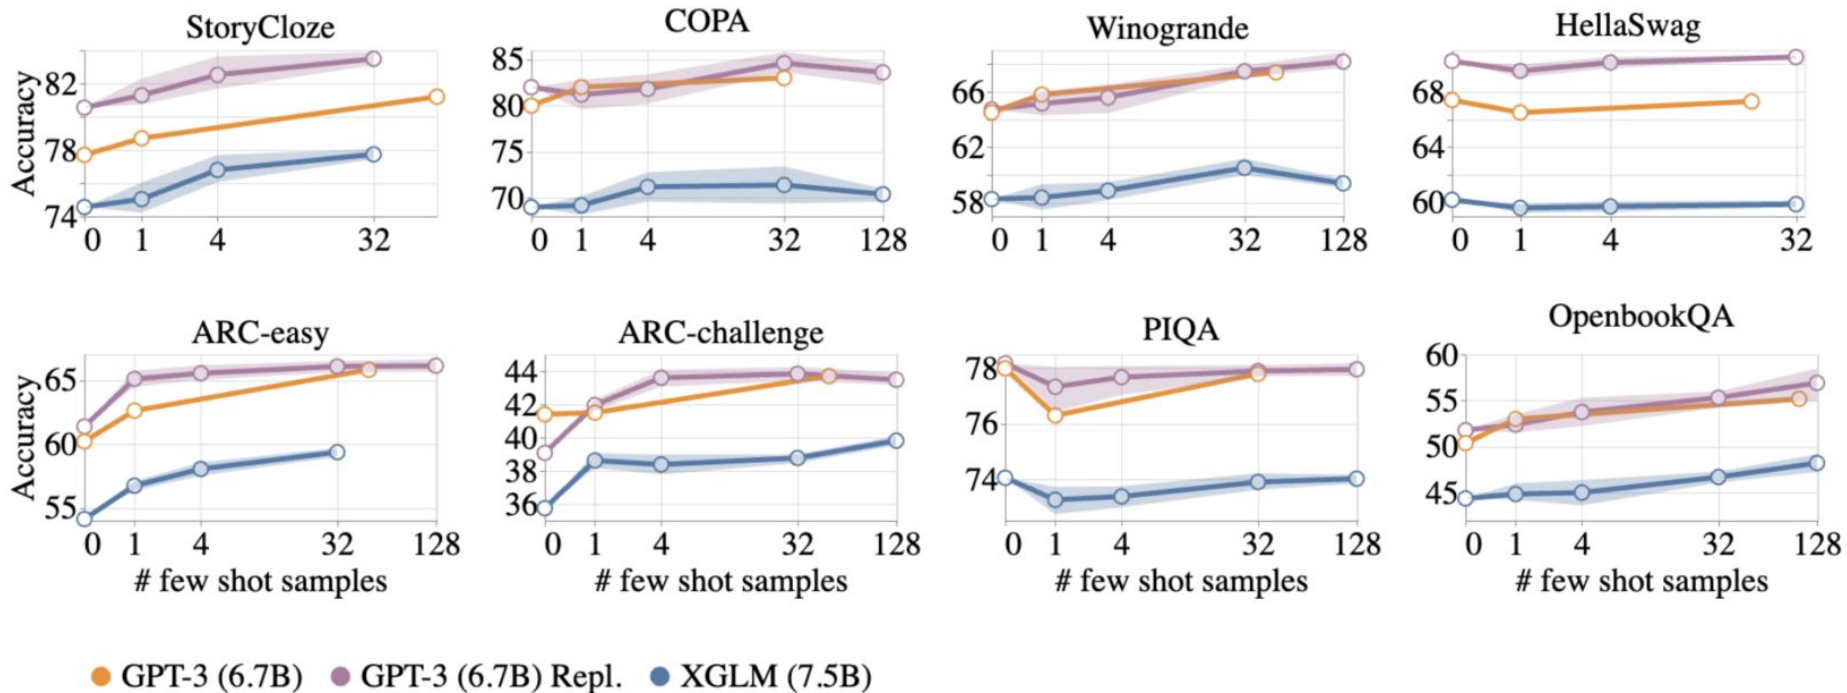 StoryCloze
COPA
Winogrande
HellaSwag
Accuracy
82
78
74
0 1 4 32
85
80
75
70
0 1 4 32 128
66
62
58
0 1 4 32 128
68
64
60
0 1 4 32
ARC-easy
ARC-challenge
PIQA
OpenbookQA
Accuracy
65
60
55
0 1 4 32 128
# few shot samples
44
42
40
38
36
0 1 4 32 128
# few shot samples
78
76
74
0 1 4 32 128
# few shot samples
60
55
50
45
0 1 4 32 128
# few shot samples
GPT-3 (6.7B) GPT-3 (6.7B) Repl. XGLM (7.5B)